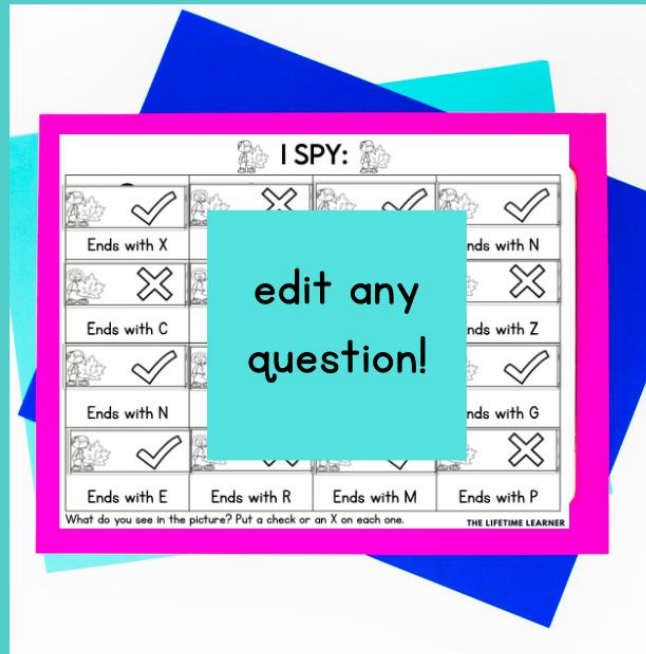 I SPY:
Ends with X
nds with N
edit any
question!
Ends with C
nds with Z
Ends with N
nds with G
Ends with E Ends with R Ends with M Ends with P
What do you see in the picture? Put a check or an X on each one.
THE LIFETIME LEARNER